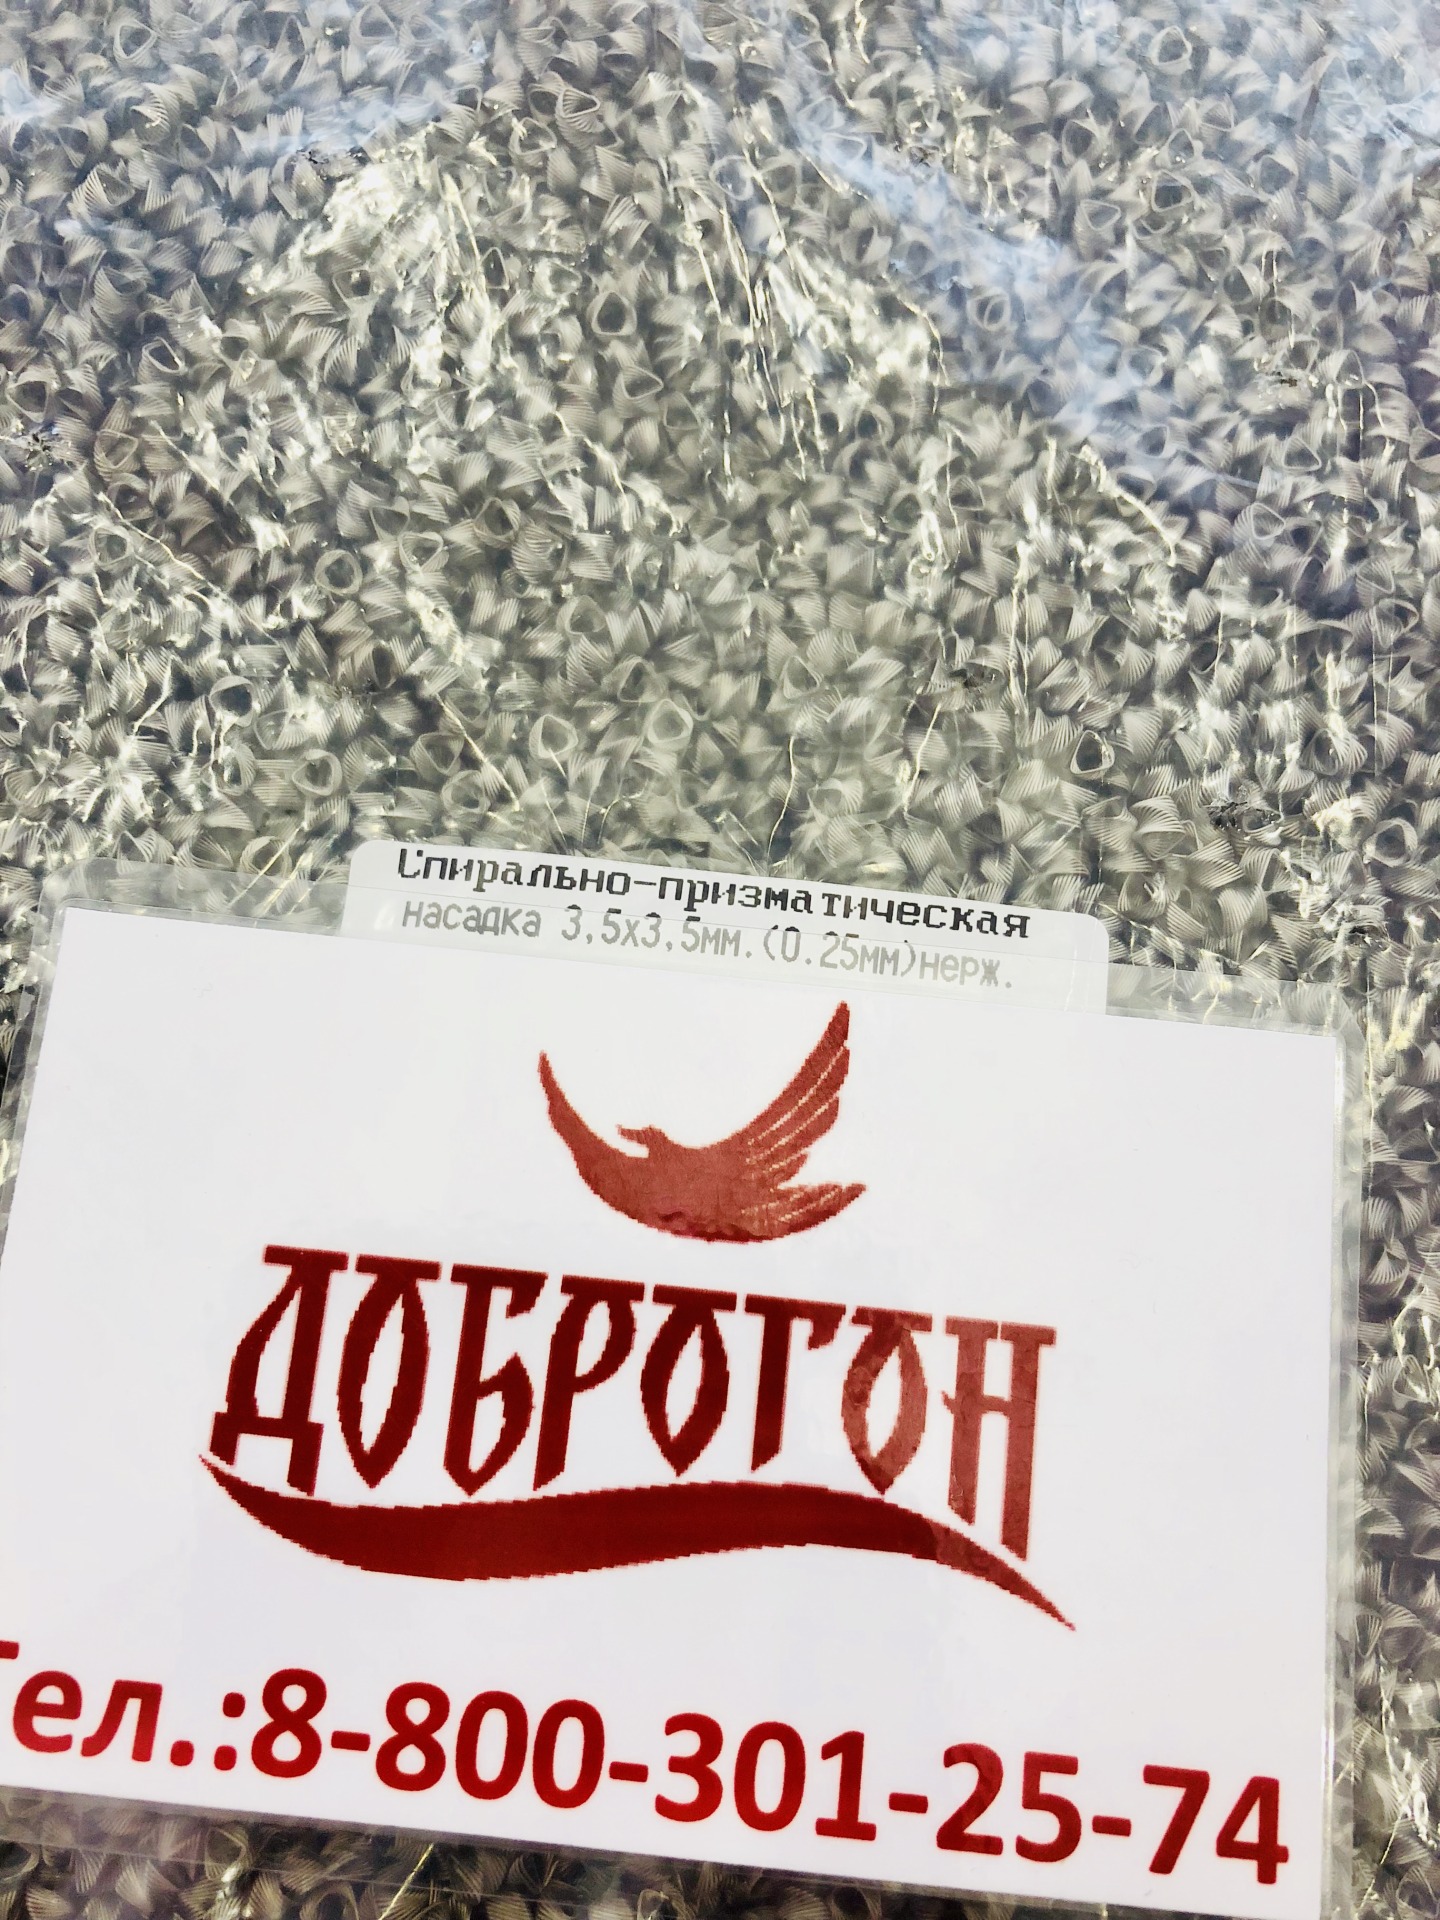 Спирально-призматическая
насадка 3,5х3,5мм.(0.25мм)нерж.
ДОБРОГОН
Тел.:8-800-301-25-74